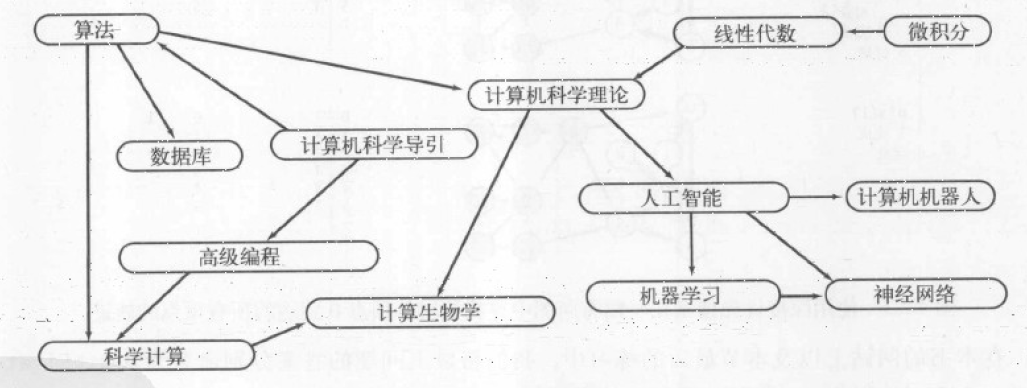 算法
线性代数
微积分
计算机科学理论
数据库
计算机科学导引
人工智能
计算机机器人
高级编程
机器学习
神经网络
计算生物学
科学计算